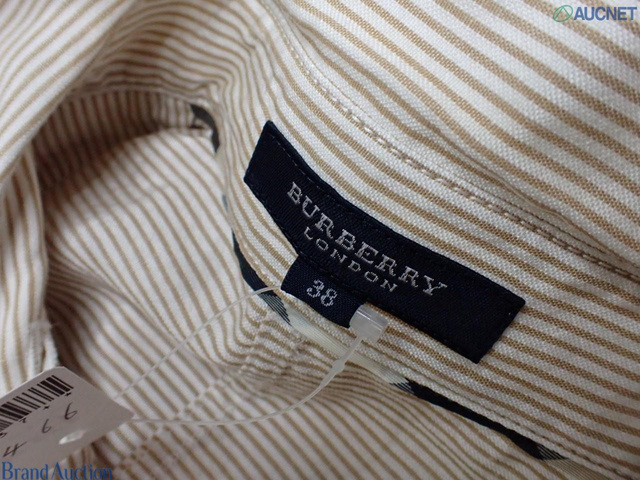 AUCNET
BURBERRY
LONDON
38
Brand Auction